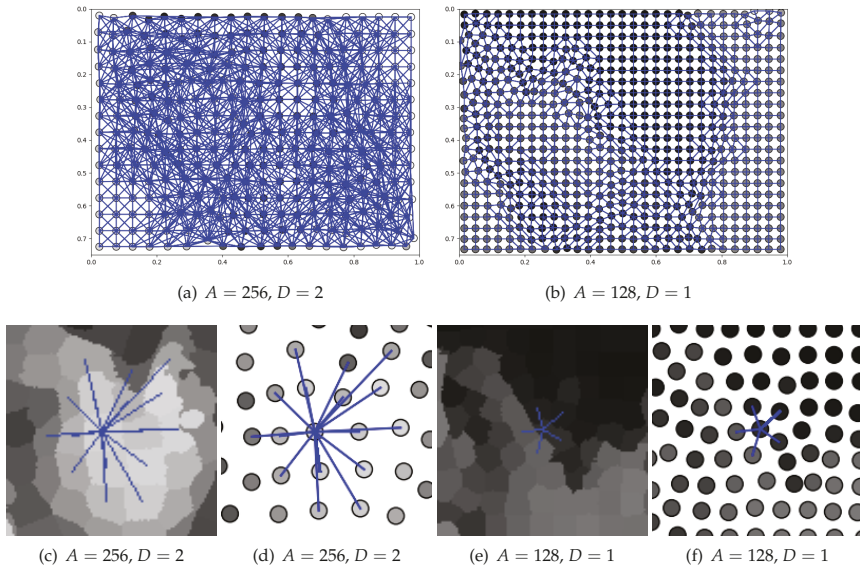 0.0
0.1
0.2
0.3
0.4
0.5
0.6
0.7
0.0 0.2 0.4 0.6 0.8 1.0
(a) A = 256, D = 2
0.0
0.1
0.2
0.3
0.4
0.5
0.6
0.7
0.0 0.2 0.4 0.6 0.8 1.0
(b) A = 128, D = 1
(c) A = 256, D = 2
(d) A = 256, D = 2
(e) A = 128, D = 1
(f) A = 128, D = 1